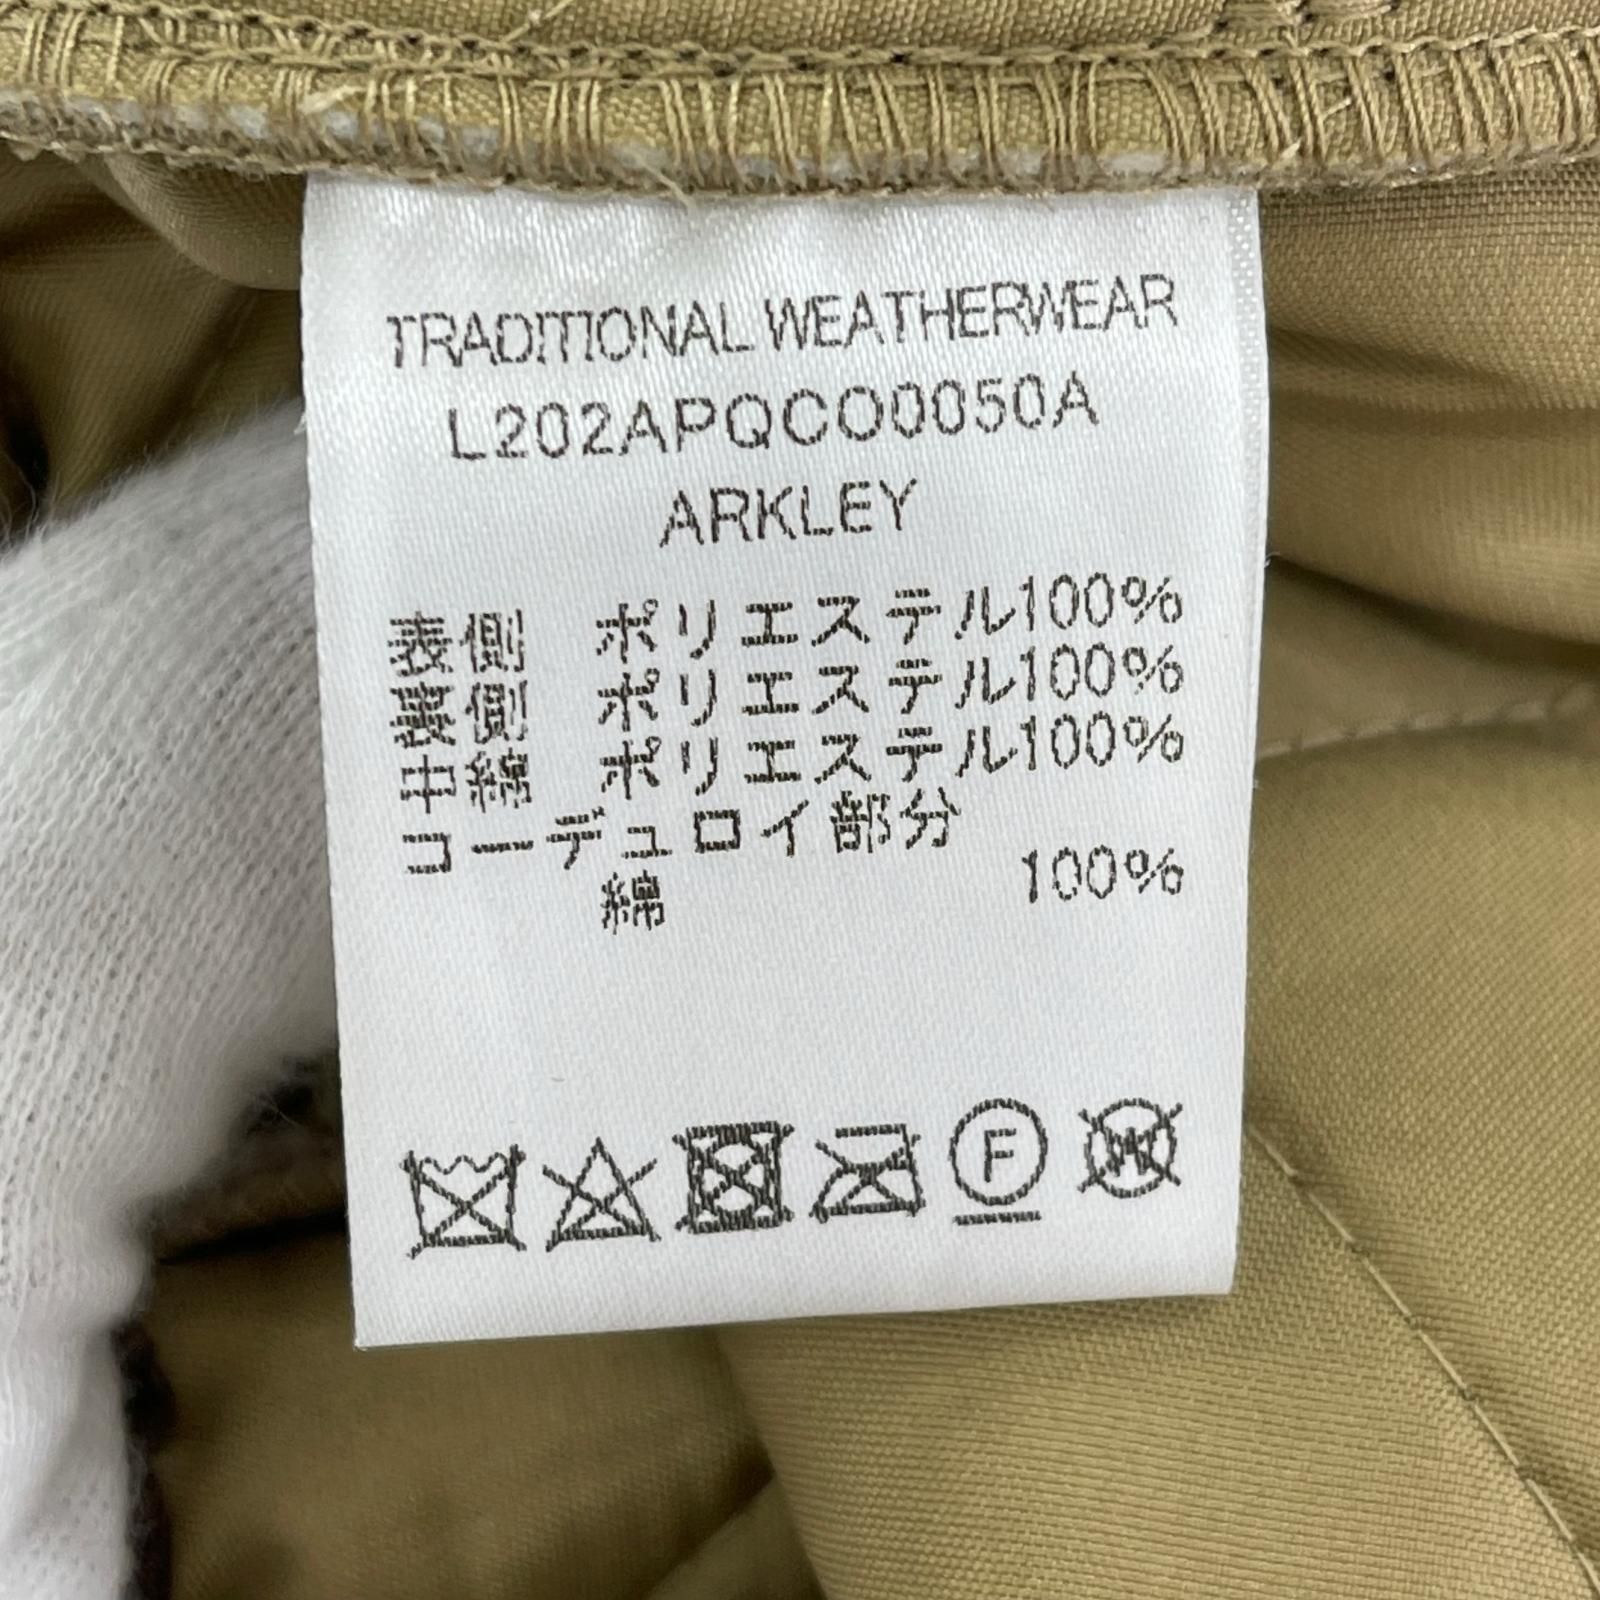 TRADITIONAL WEATHERWEAR
L202APQCO0050A
ARKLEY
表側 ポリエステル100%
裏側 ポリエステル100%
中綿 ポリエステル100%
コーデュロイ部分
綿 100%
F W